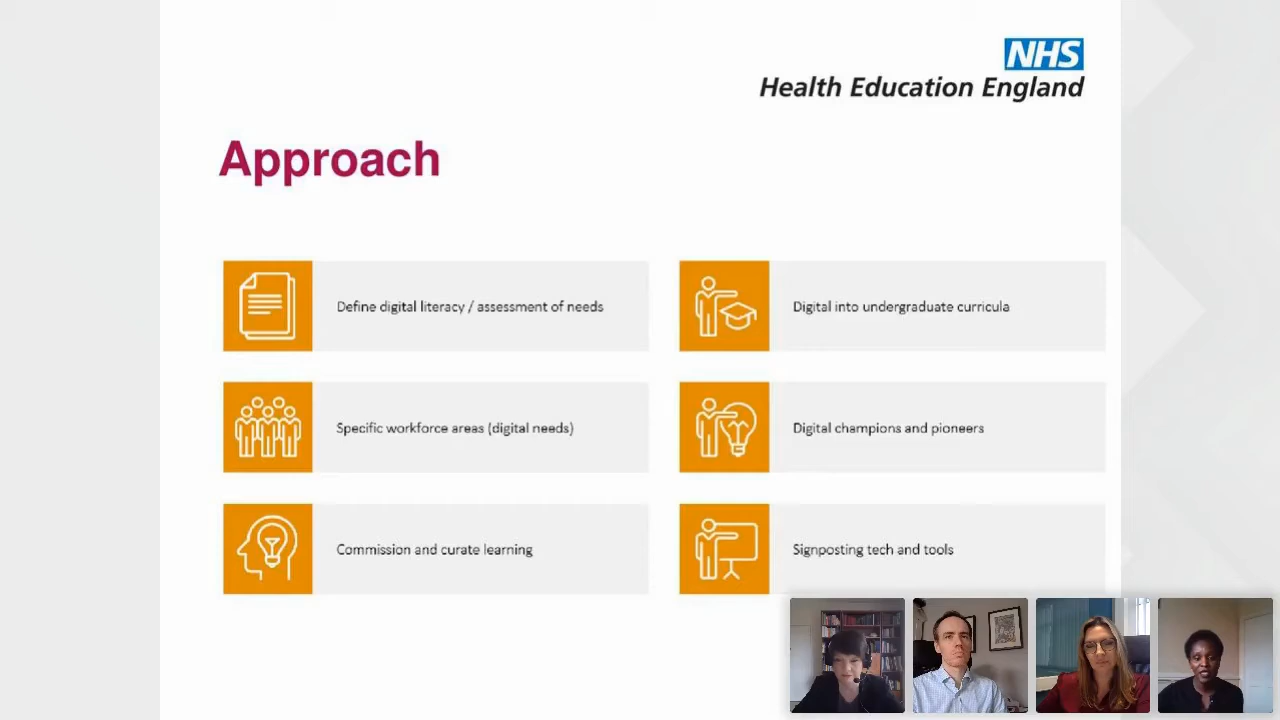 NHS
Health Education England
Approach
Define digital literacy / assessment of needs
Digital into undergraduate curricula
Specific workforce areas (digital needs)
Digital champions and pioneers
Commission and curate learning
Signposting tech and tools